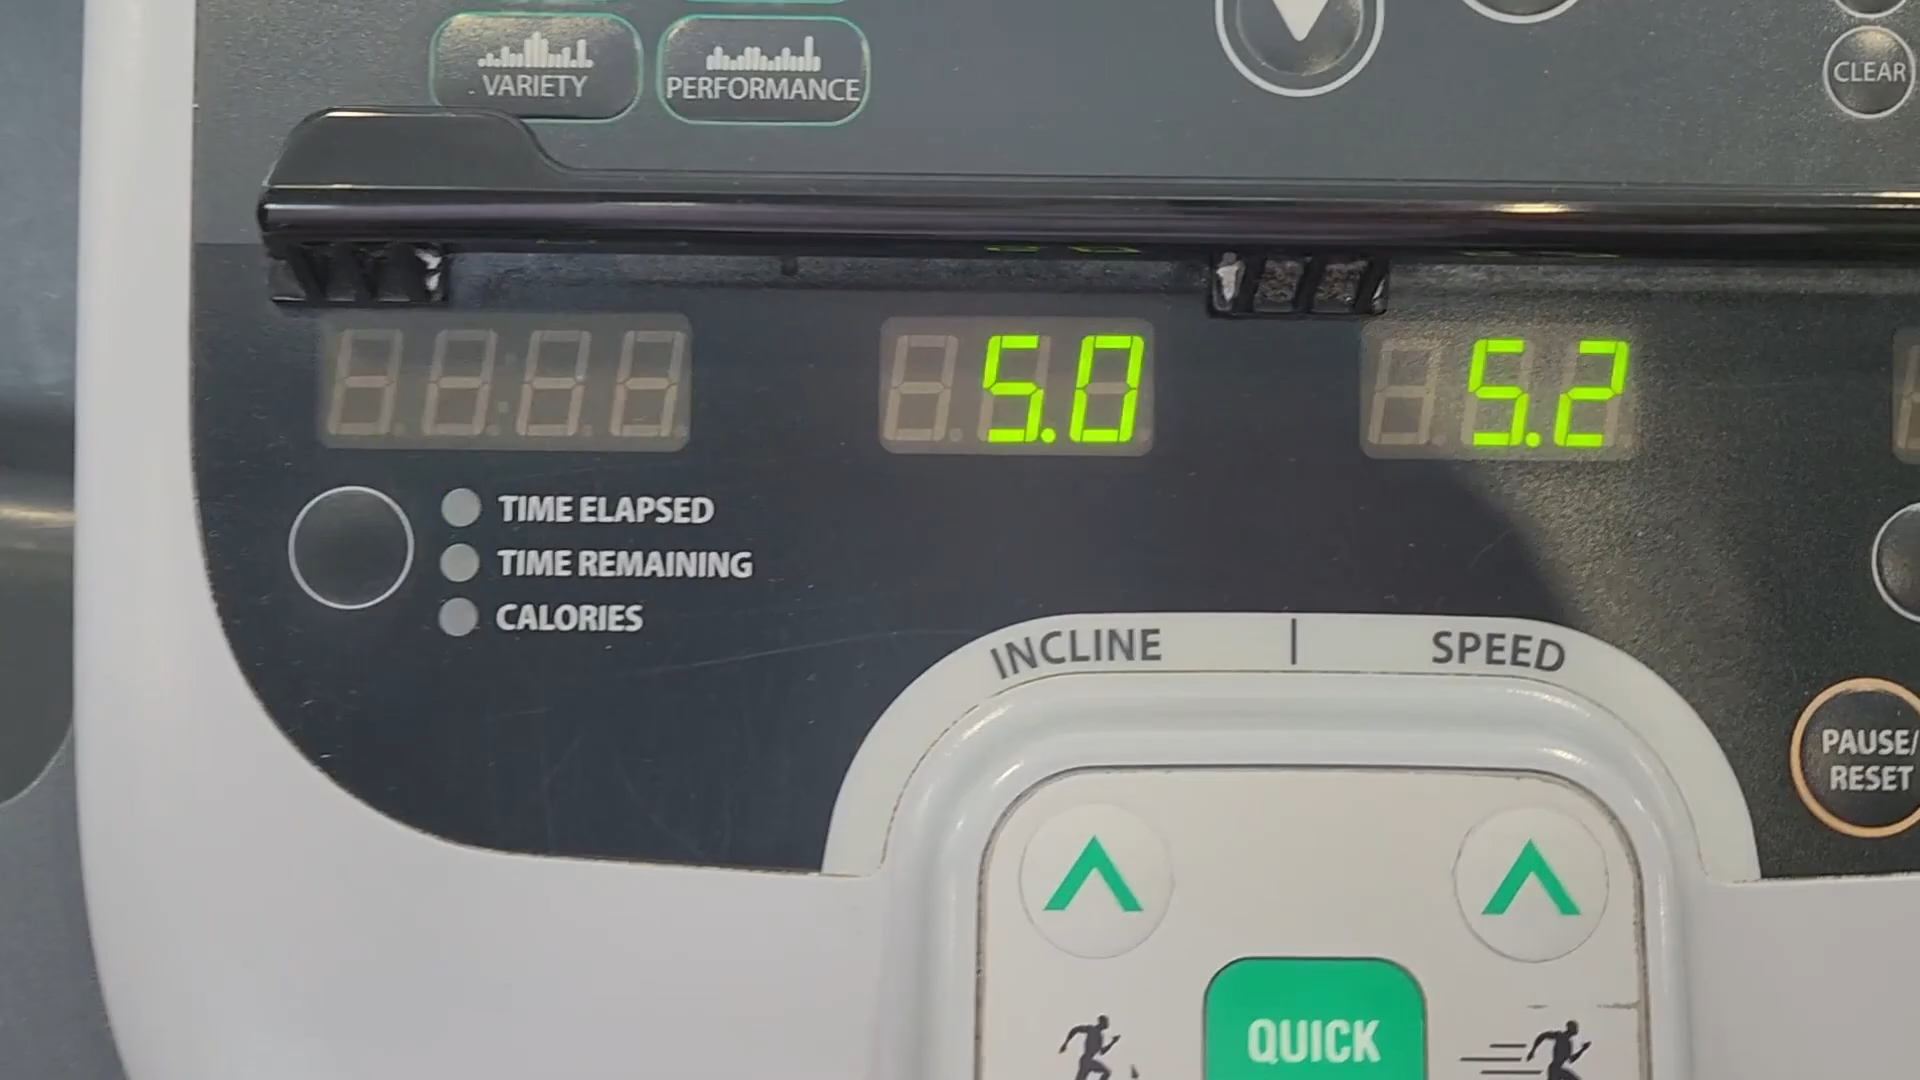 VARIETY
PERFORMANCE
CLEAR
5.0
5.2
TIME ELAPSED
TIME REMAINING
CALORIES
INCLINE | SPEED
PAUSE/
RESET
QUICK